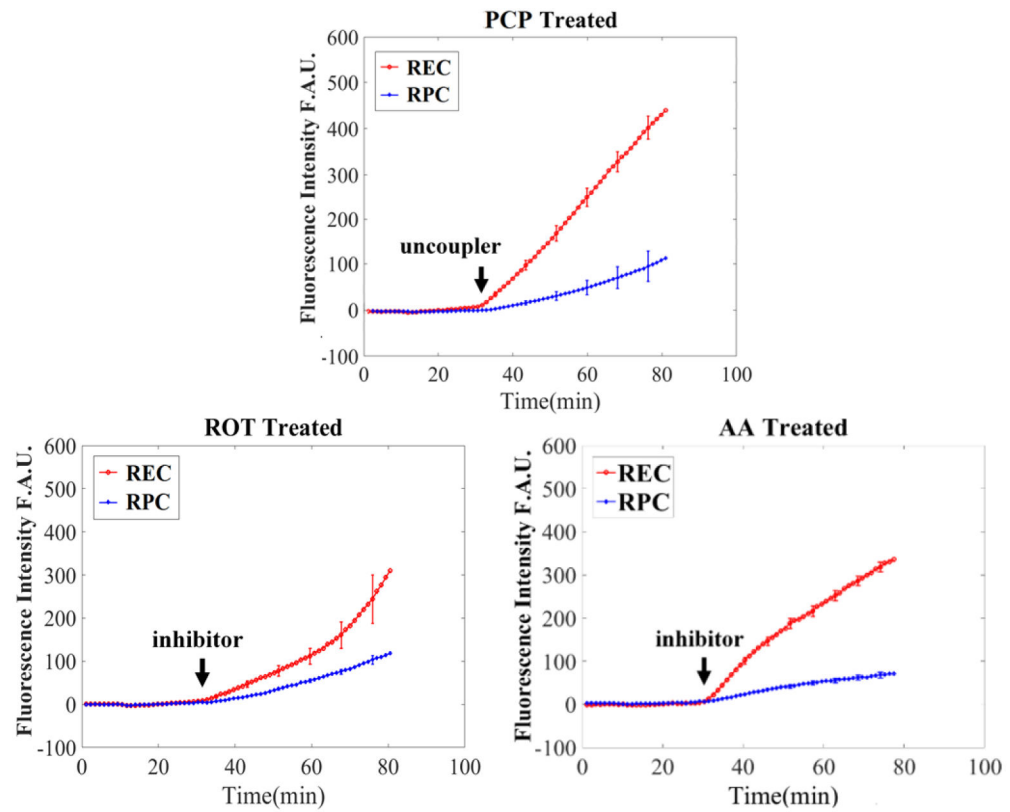 PCP Treated
600
500
400
300
200
100
0
-100
Fluorescence Intensity F.A.U.
REC
RPC
uncoupler
0 20 40 60 80 100
Time(min)
ROT Treated
600
500
400
300
200
100
0
-100
Fluorescence Intensity F.A.U.
REC
RPC
inhibitor
0 20 40 60 80 100
Time(min)
AA Treated
600
500
400
300
200
100
0
-100
Fluorescence Intensity F.A.U.
REC
RPC
inhibitor
0 20 40 60 80 100
Time(min)